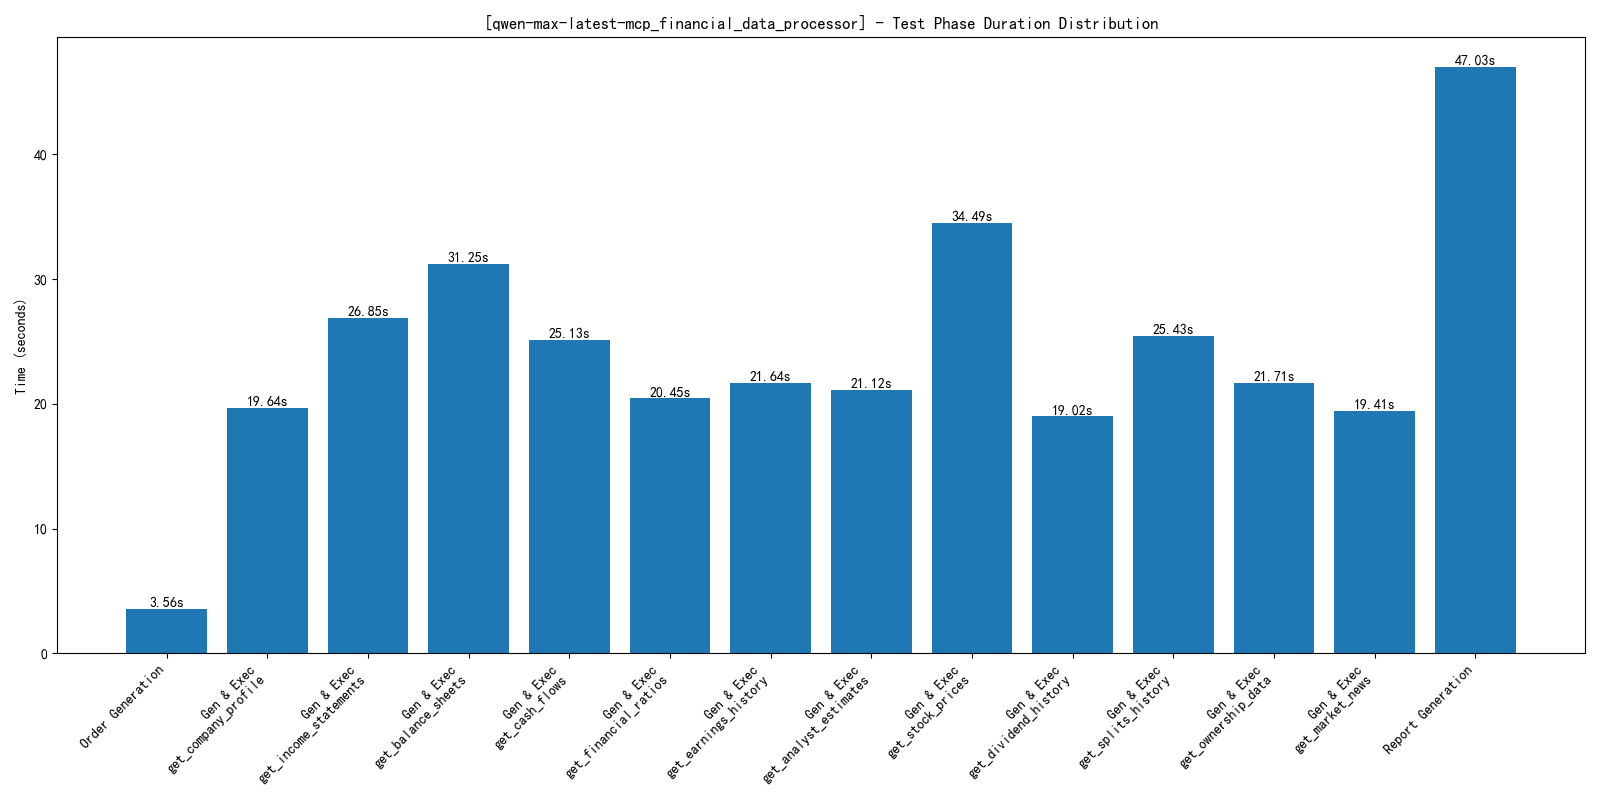 [qwen-max-latest-mcp_financial_data_processor] - Test Phase Duration Distribution
Time (seconds)
40
30
20
10
0
3.56s
19.64s
26.85s
31.25s
25.13s
20.45s
21.64s
21.12s
34.49s
19.02s
25.43s
21.71s
19.41s
47.03s
Order Generation
Gen & Exec
get_company_profile
Gen & Exec
get_income_statements
Gen & Exec
get_balance_sheets
Gen & Exec
get_cash_flows
Gen & Exec
get_financial_ratios
Gen & Exec
get_earnings_history
Gen & Exec
get_analyst_estimates
Gen & Exec
get_stock_prices
Gen & Exec
get_dividend_history
Gen & Exec
get_splits_history
Gen & Exec
get_ownership_data
Gen & Exec
get_market_news
Report Generation